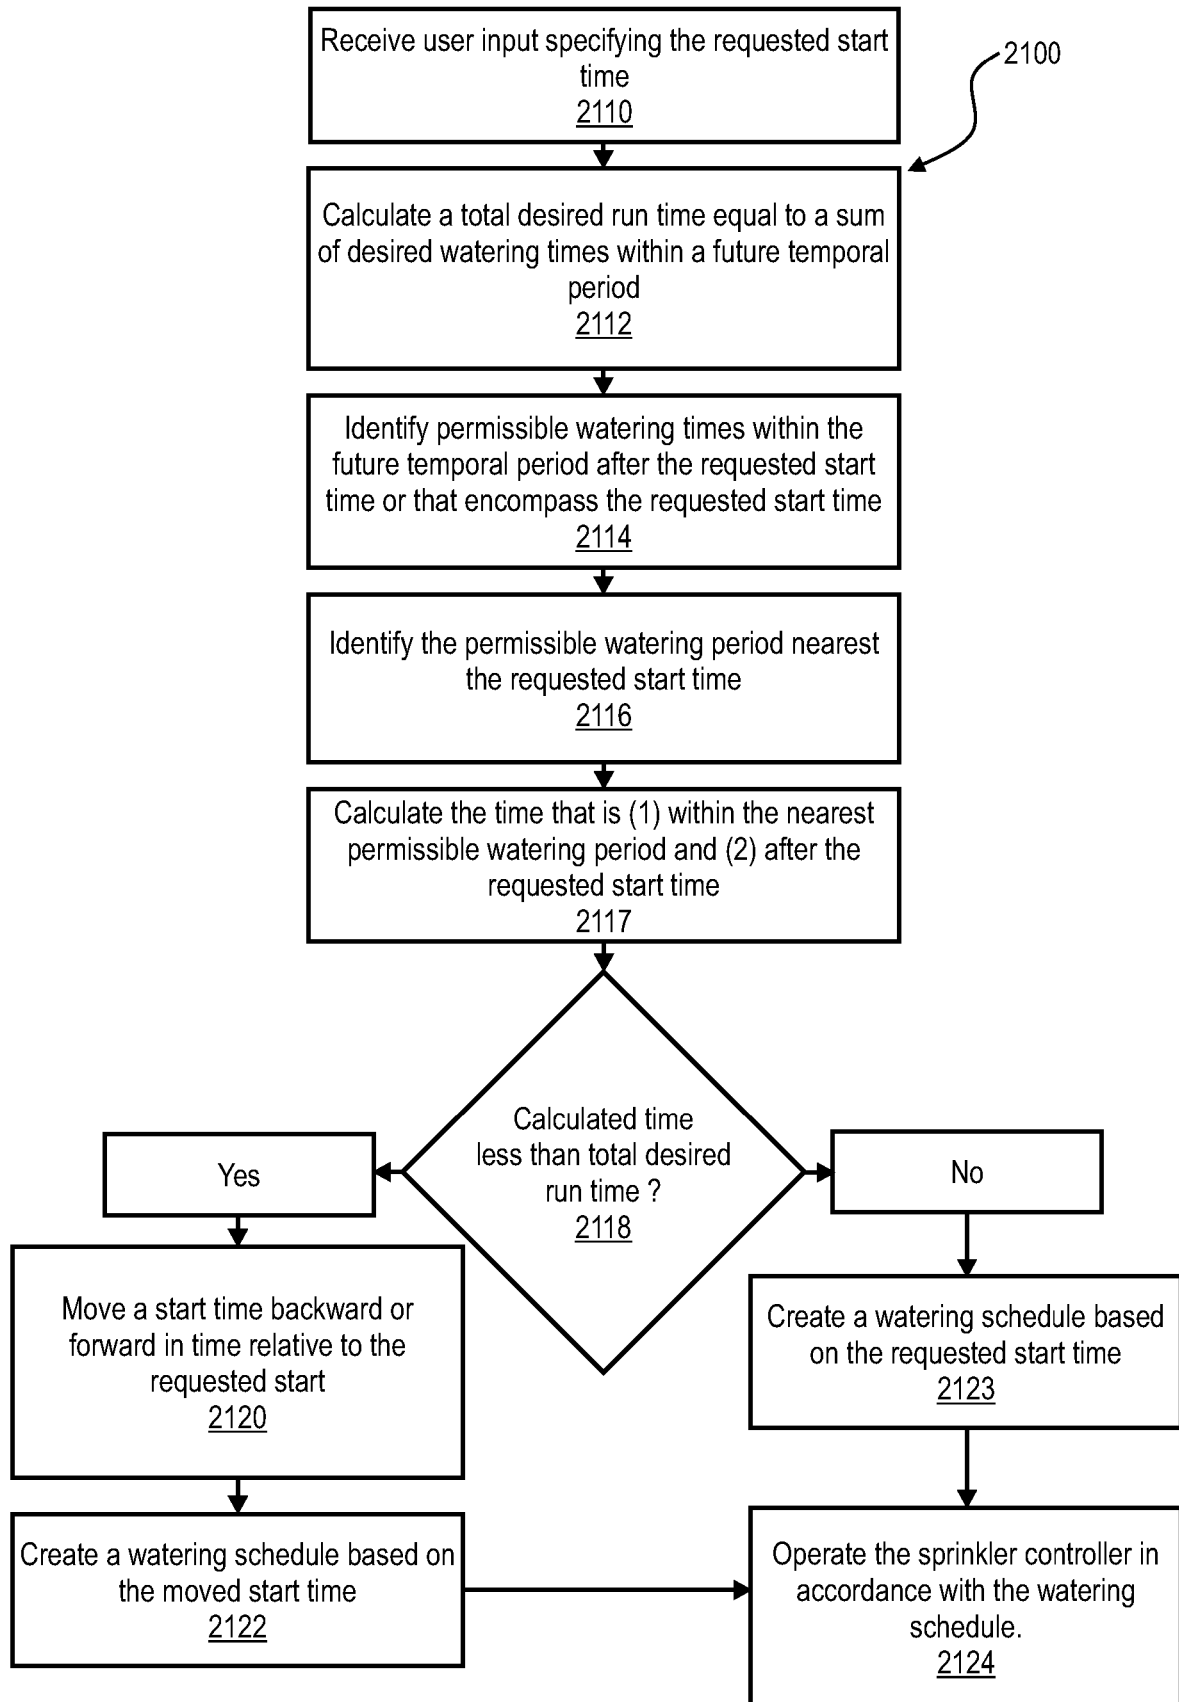 Receive user input specifying the requested start
time
2110
2100
Calculate a total desired run time equal to a sum
of desired watering times within a future temporal
period
2112
Identify permissible watering times within the
future temporal period after the requested start
time or that encompass the requested start time
2114
Identify the permissible watering period nearest
the requested start time
2116
Calculate the time that is (1) within the nearest
permissible watering period and (2) after the
requested start time
2117
Calculated time
less than total desired
run time ?
2118
Yes
No
Move a start time backward or
forward in time relative to the
requested start
2120
Create a watering schedule based
on the requested start time
2123
Create a watering schedule based on
the moved start time
2122
Operate the sprinkler controller in
accordance with the watering
schedule.
2124